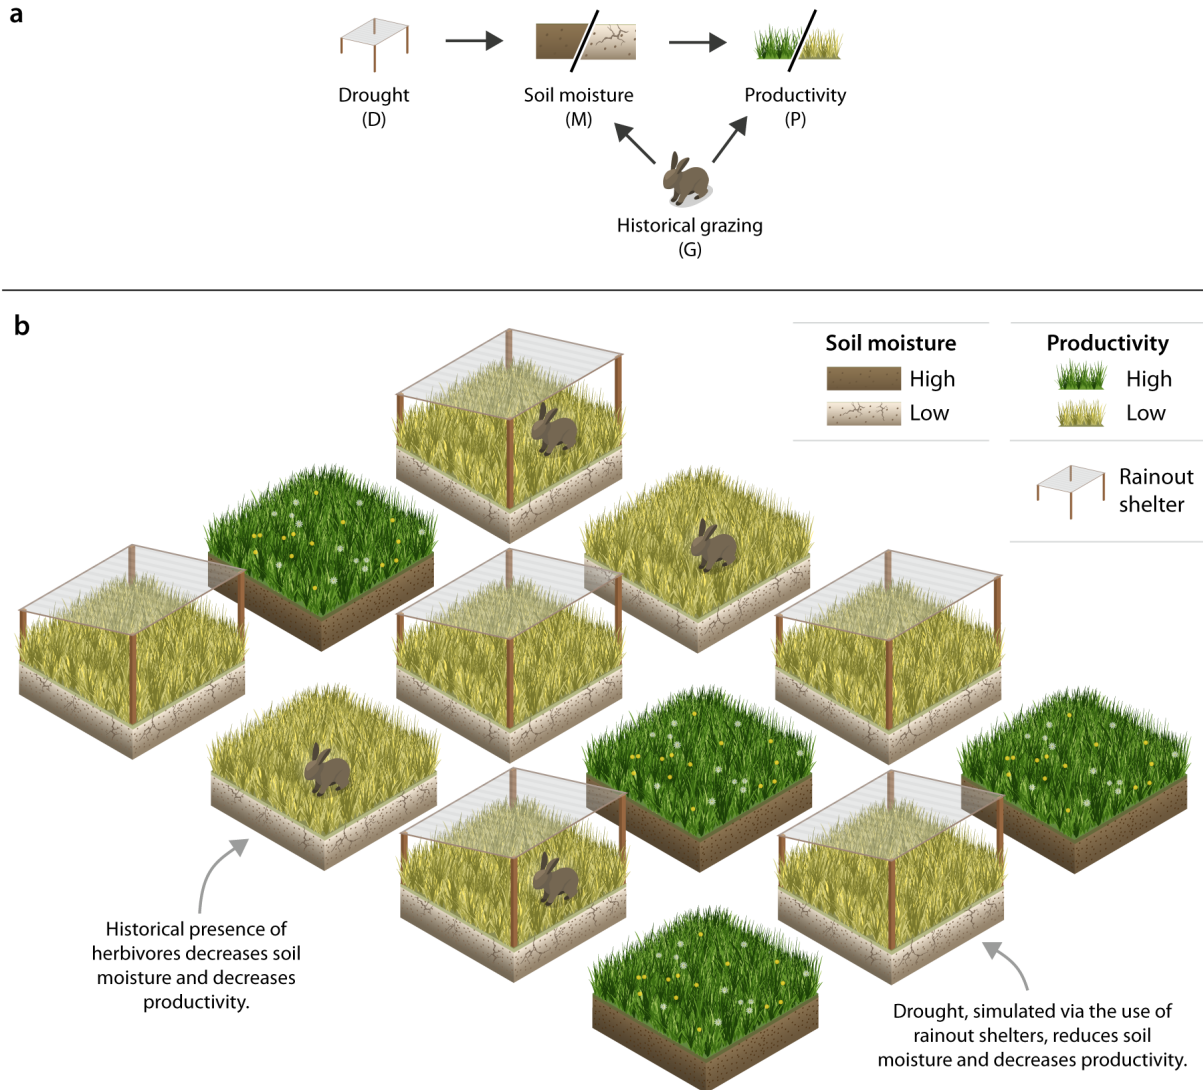 a
Drought
(D)
Soil moisture
(M)
Productivity
(P)
Historical grazing
(G)
b
Soil moisture
High
Low
Productivity
High
Low
Rainout
shelter
Historical presence of
herbivores decreases soil
moisture and decreases
productivity.
Drought, simulated via the use of
rainout shelters, reduces soil
moisture and decreases productivity.